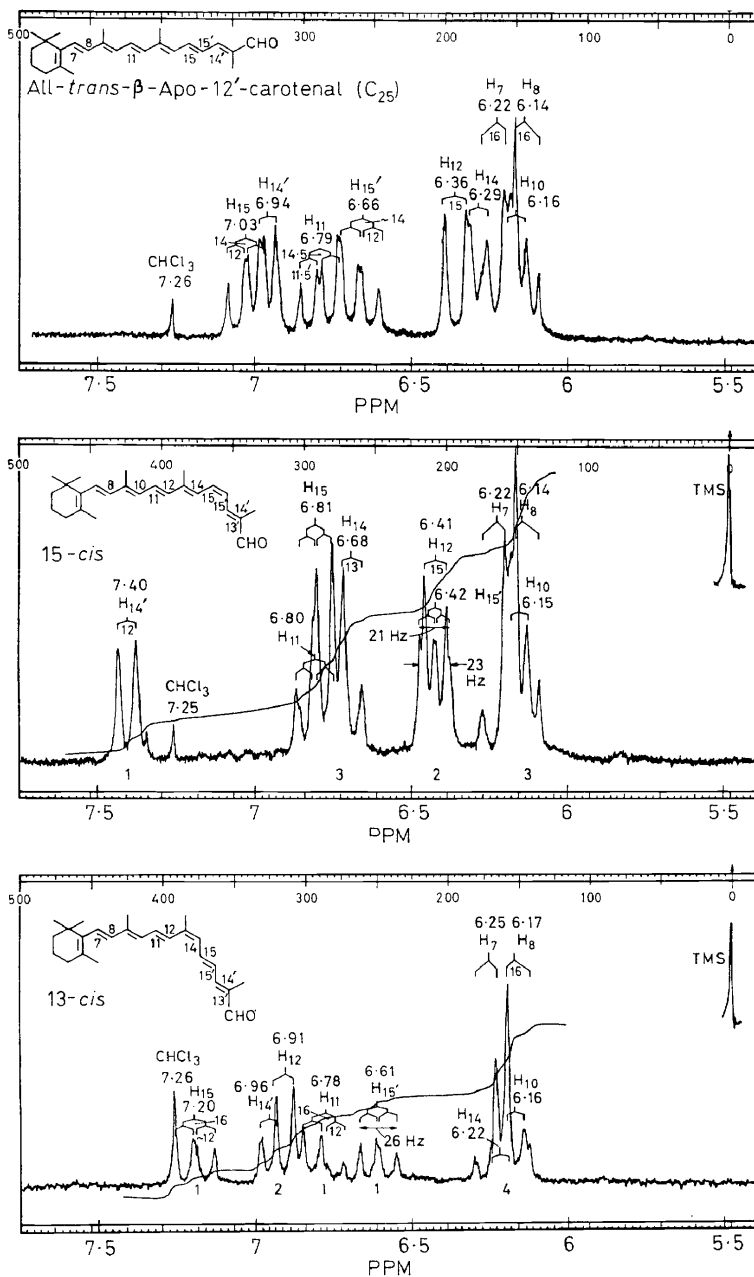 500 300 200 100 0
CHO
7 8 11 15 15' 14'
All-trans-β-Apo-12'-carotenal (C25)
H7 H8
6·22 6·14
16 16
H12
6·36 H14
15 6·29 H10
6·16
H14'
H15 6·94
7·03
14
12
H11
6·79
14·5
11·5
H15'
6·66
~14
12
CHCl3
7·26
7·5 7 6·5 6 5·5
PPM
500 400 300 200 100 0
8 10 11 12 14 15 15' 14' 13'
CHO
15-cis
TMS
H15
6·81
H14
6·68
13
6·41
H12
15
6·42 H15'
21 Hz
23
Hz
6·22 6·14
H7 H8
H10
6·15
7·40
H14'
12
6·80
H11
CHCl3
7·25
1 3 2 3
7·5 7 6·5 6 5·5
PPM
500 400 300 200 100 0
7 8 11 12 14 15 15' 14' 13'
CHO
13-cis
TMS
6·25 6·17
H7 H8
16
CHCl3
7·26
H15
7·20
16
~12
6·91
H12
6·96
H14'
6·78
H11
16
12
6·61
H15'
26 Hz
H10
6·16
H14
6·22
1 2 1 1 4
7·5 7 6·5 6 5·5
PPM